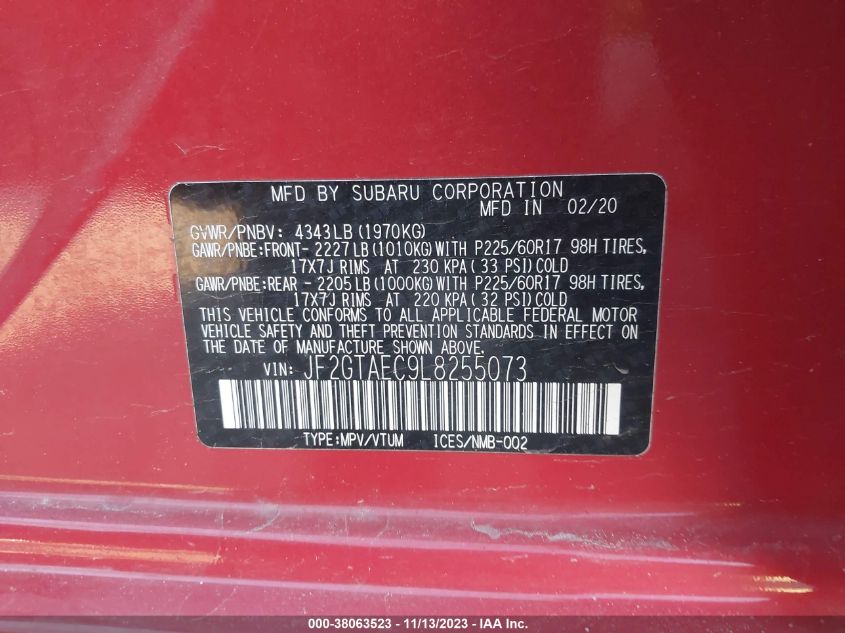 MFD BY SUBARU CORPORATION
MFD IN 02/20
GVWR/PNBV: 4343LB (1970KG)
GAWR/PNBE:FRONT- 2227LB (1010KG) WITH P225/60R17 98H TIRES,
17X7J RIMS AT 230 KPA (33 PSI) COLD
GAWR/PNBE:REAR - 2205LB (1000KG) WITH P225/60R17 98H TIRES,
17X7J RIMS AT 220 KPA (32 PSI) COLD
THIS VEHICLE CONFORMS TO ALL APPLICABLE FEDERAL MOTOR
VEHICLE SAFETY AND THEFT PREVENTION STANDARDS IN EFFECT ON
THE DATE OF MANUFACTURE SHOWN ABOVE.
VIN: JF2GTAEC9L8255073
TYPE:MPV/VTUM ICES/NMB-002
000-38063523 - 11/13/2023 - IAA Inc.